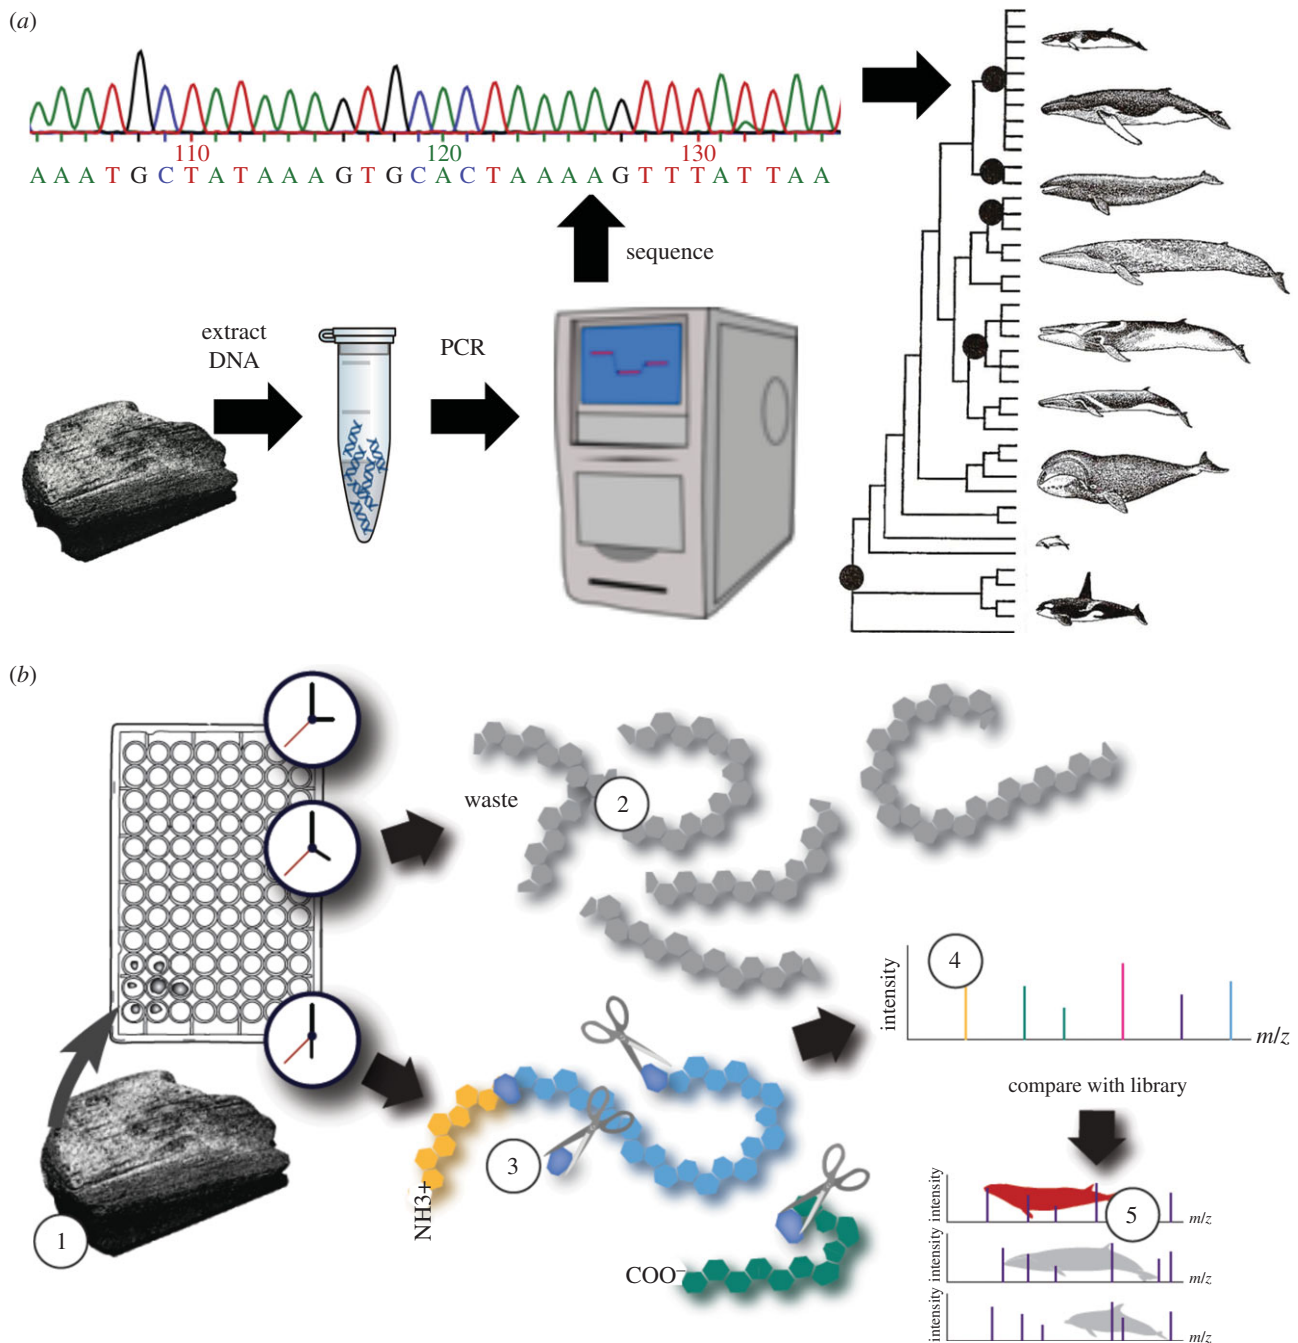 (a)
110 120 130
A A A T G C T A T A A A G T G C A C T A A A A G T T T A T T A A
sequence
extract
DNA
PCR
(b)
waste
2
4
intensity
m/z
compare with library
3
NH3+
1
COO−
intensity
5
m/z
intensity
m/z
intensity
m/z